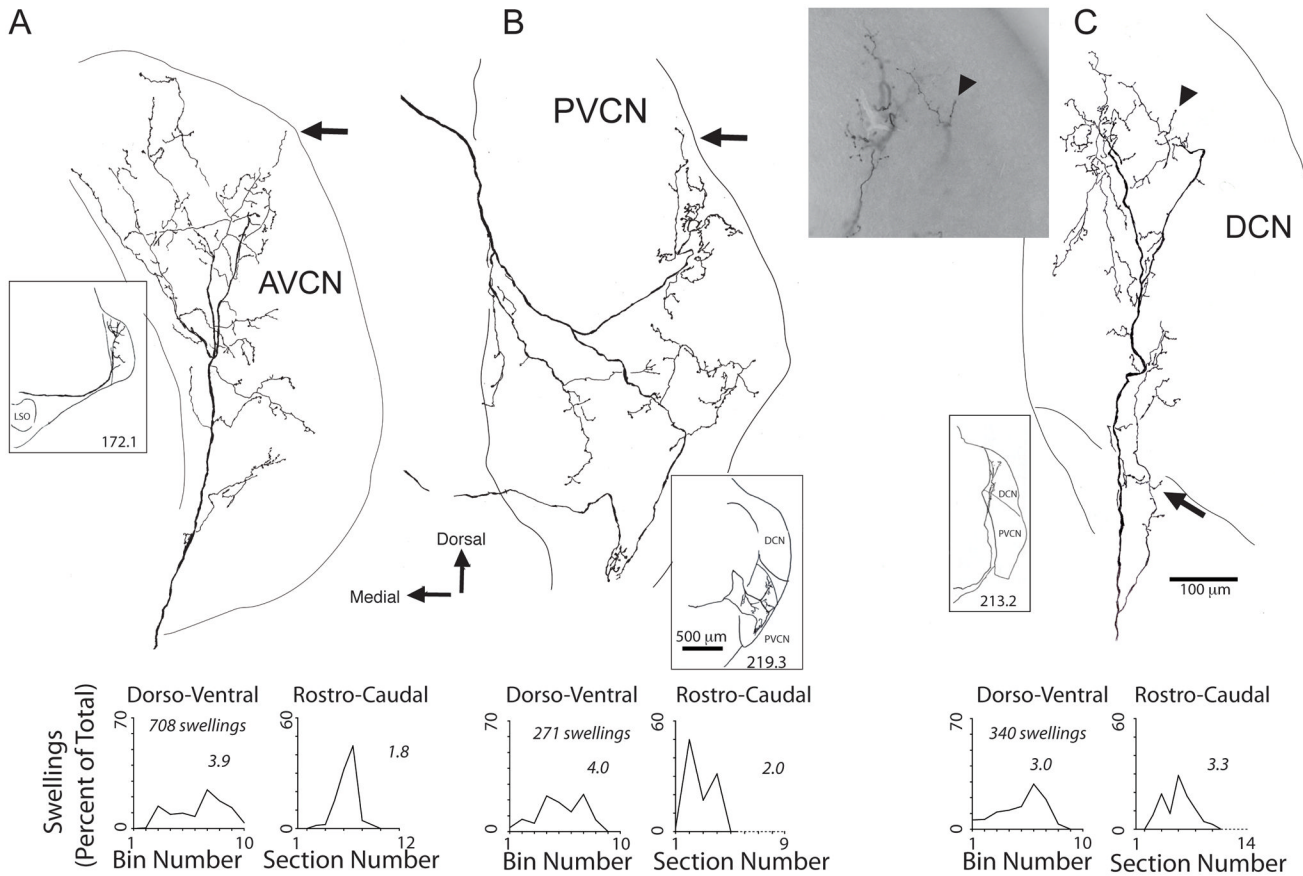 A
B
C
PVCN
AVCN
DCN
LSO
172.1
Dorsal
Medial
DCN
PVCN
500 μm
219.3
DCN
PVCN
213.2
100 μm
Swellings
(Percent of Total)
Dorso-Ventral
70
708 swellings
3.9
0
1 10
Bin Number
Rostro-Caudal
60
1.8
0
1 12
Section Number
Dorso-Ventral
70
271 swellings
4.0
0
1 10
Bin Number
Rostro-Caudal
60
2.0
0
1 9
Section Number
Dorso-Ventral
70
340 swellings
3.0
0
1 10
Bin Number
Rostro-Caudal
60
3.3
0
1 14
Section Number